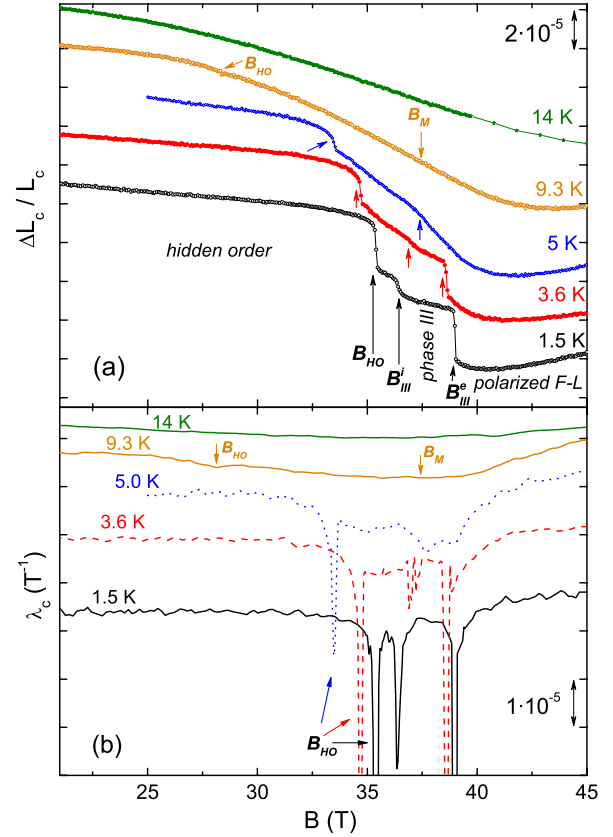 2·10⁻⁵
B_HO
B_M
14 K
9.3 K
5 K
3.6 K
1.5 K
ΔL_c / L_c
hidden order
phase III
B_HO
B^i_III
B^e_III
polarized F-L
(a)
14 K
9.3 K
B_HO
B_M
5.0 K
3.6 K
1.5 K
λ_c (T⁻¹)
1·10⁻⁵
B_HO
(b)
25 30 35 40 45
B (T)